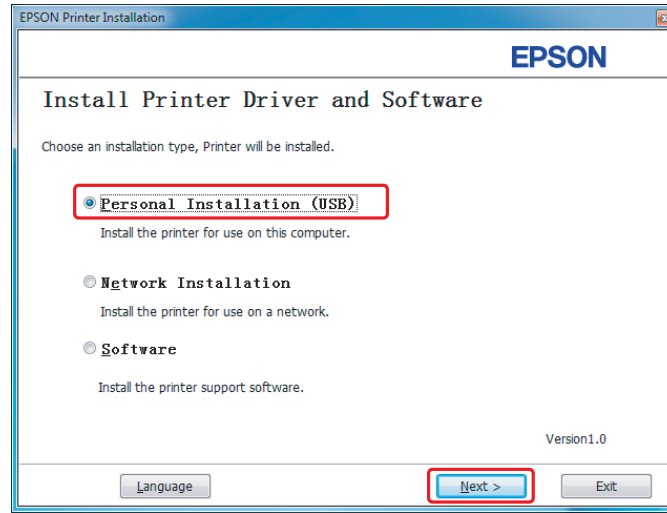 EPSON Printer Installation
EPSON
Install Printer Driver and Software
Choose an installation type, Printer will be installed.
Personal Installation (USB)
Install the printer for use on this computer.
Network Installation
Install the printer for use on a network.
Software
Install the printer support software.
Version1.0
Language Next > Exit